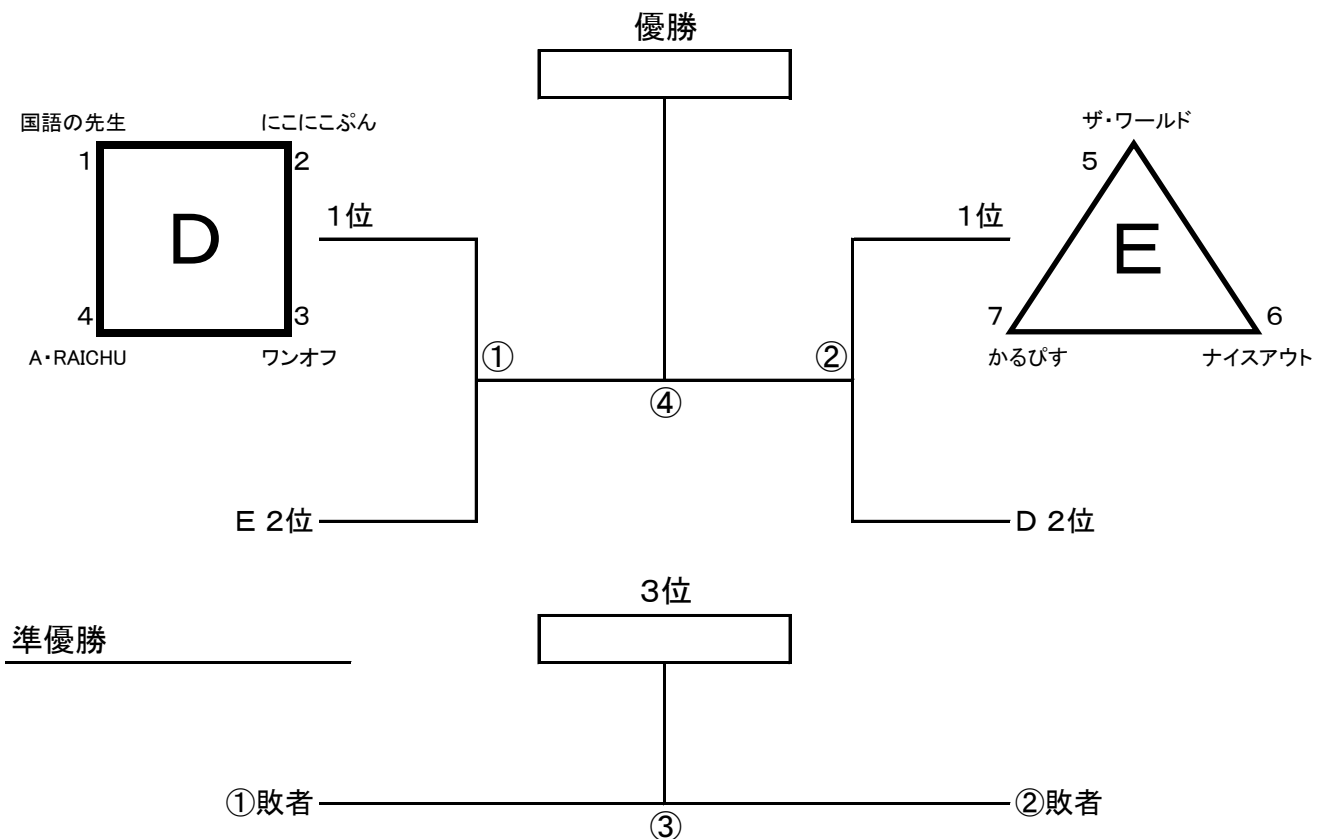 優勝
国語の先生 にこにこぷん
1 2
D
4 3
A・RAICHU ワンオフ
1位
1位
ザ・ワールド
5
E
7 6
かるぴす ナイスアウト
① ②
④
E 2位 D 2位
3位
準優勝
①敗者 ②敗者
③